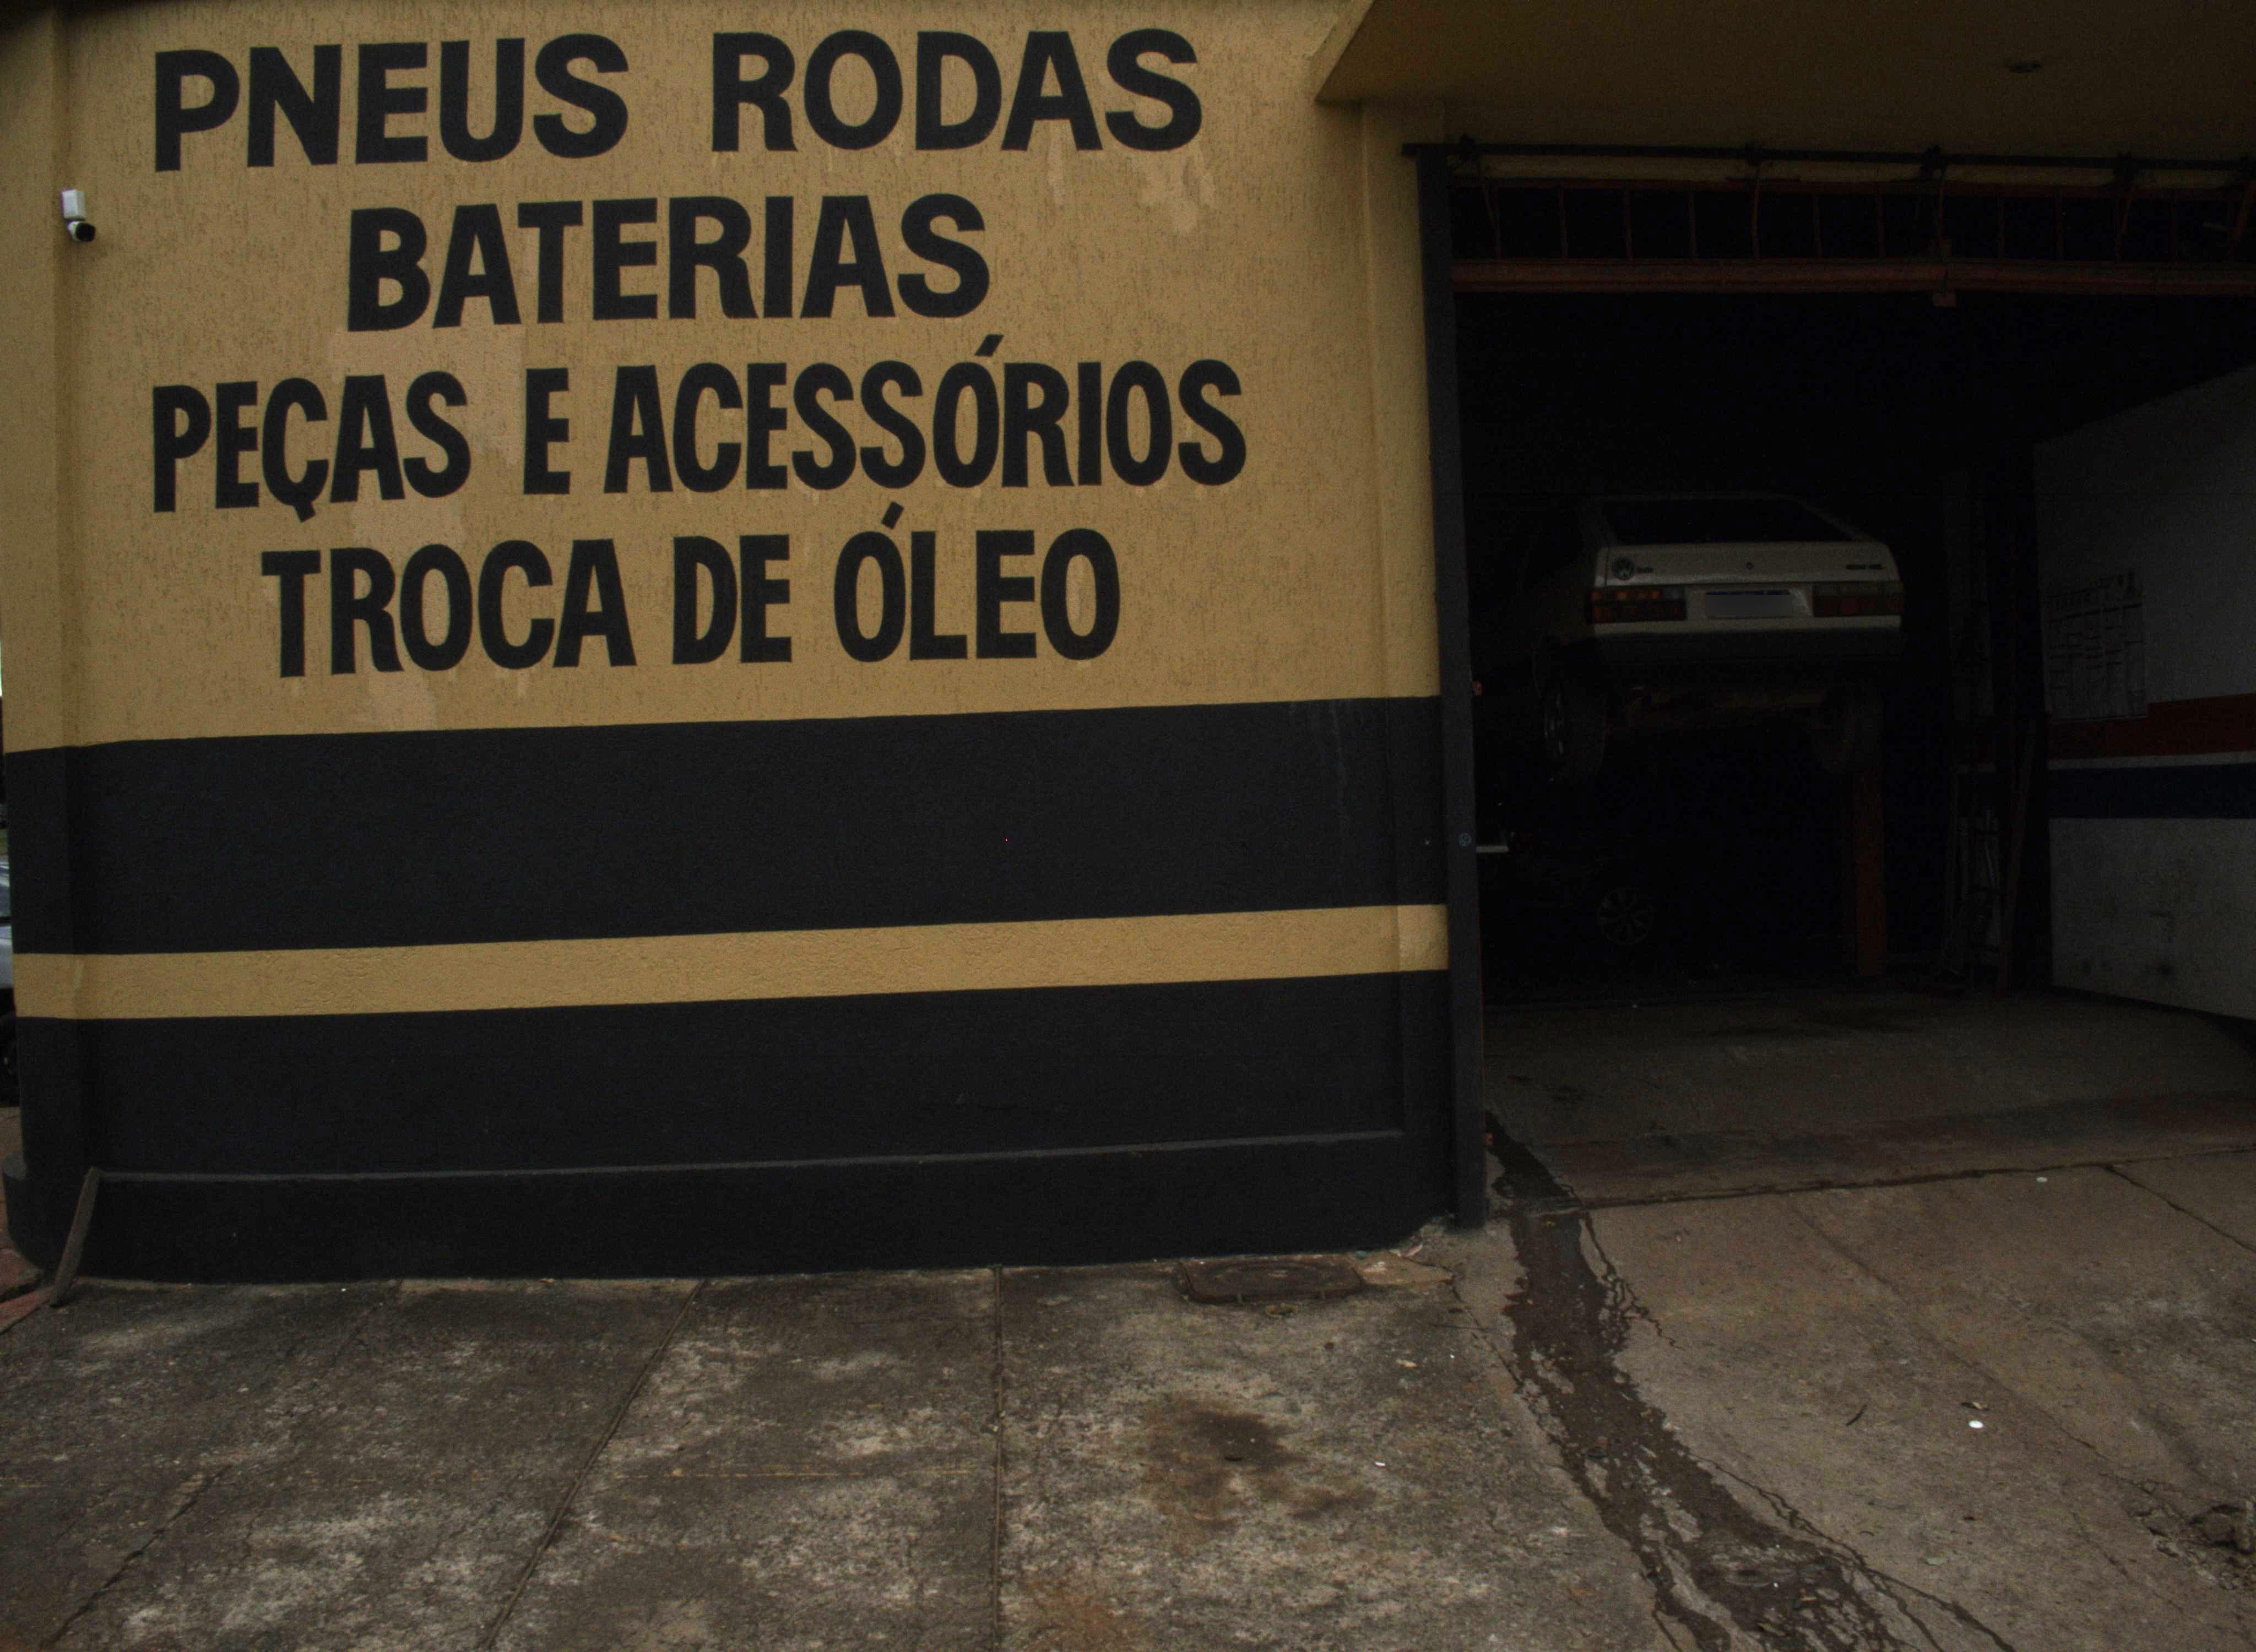 PNEUS RODAS
BATERIAS
PEÇAS E ACESSÓRIOS
TROCA DE ÓLEO